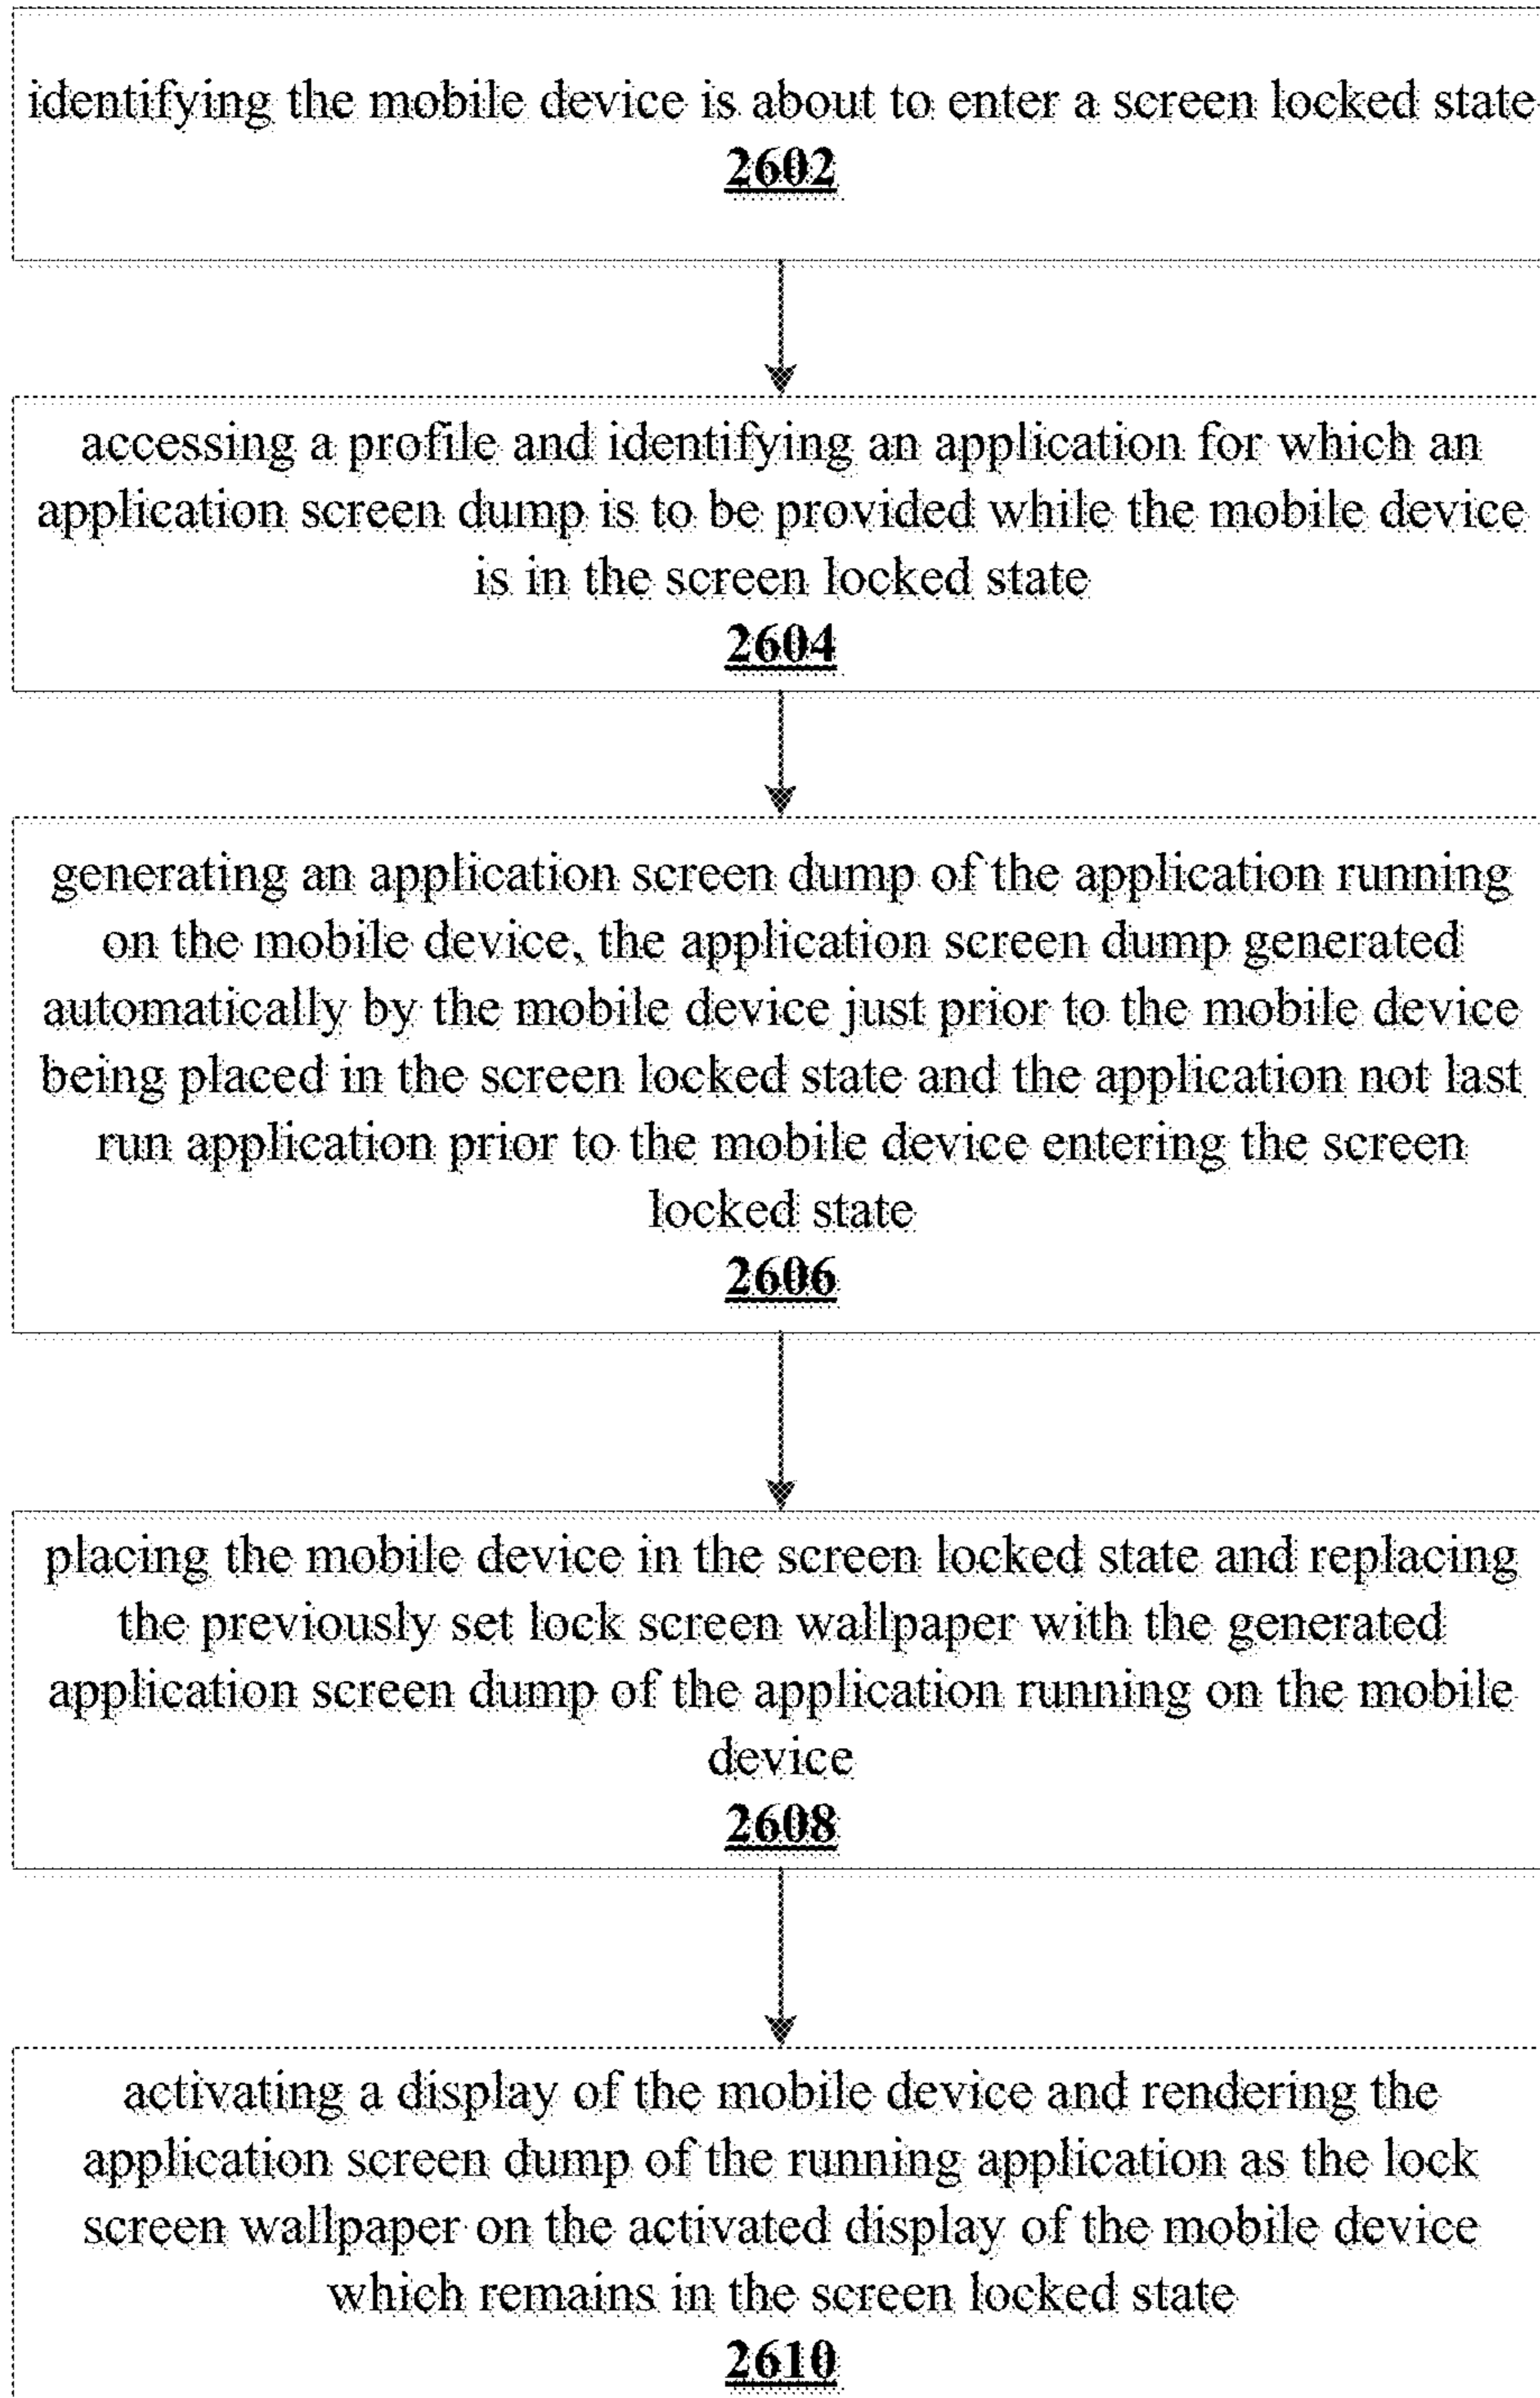 identifying the mobile device is about to enter a screen locked state
2602
accessing a profile and identifying an application for which an
application screen dump is to be provided while the mobile device
is in the screen locked state
2604
generating an application screen dump of the application running
on the mobile device, the application screen dump generated
automatically by the mobile device just prior to the mobile device
being placed in the screen locked state and the application not last
run application prior to the mobile device entering the screen
locked state
2606
placing the mobile device in the screen locked state and replacing
the previously set lock screen wallpaper with the generated
application screen dump of the application running on the mobile
device
2608
activating a display of the mobile device and rendering the
application screen dump of the running application as the lock
screen wallpaper on the activated display of the mobile device
which remains in the screen locked state
2610